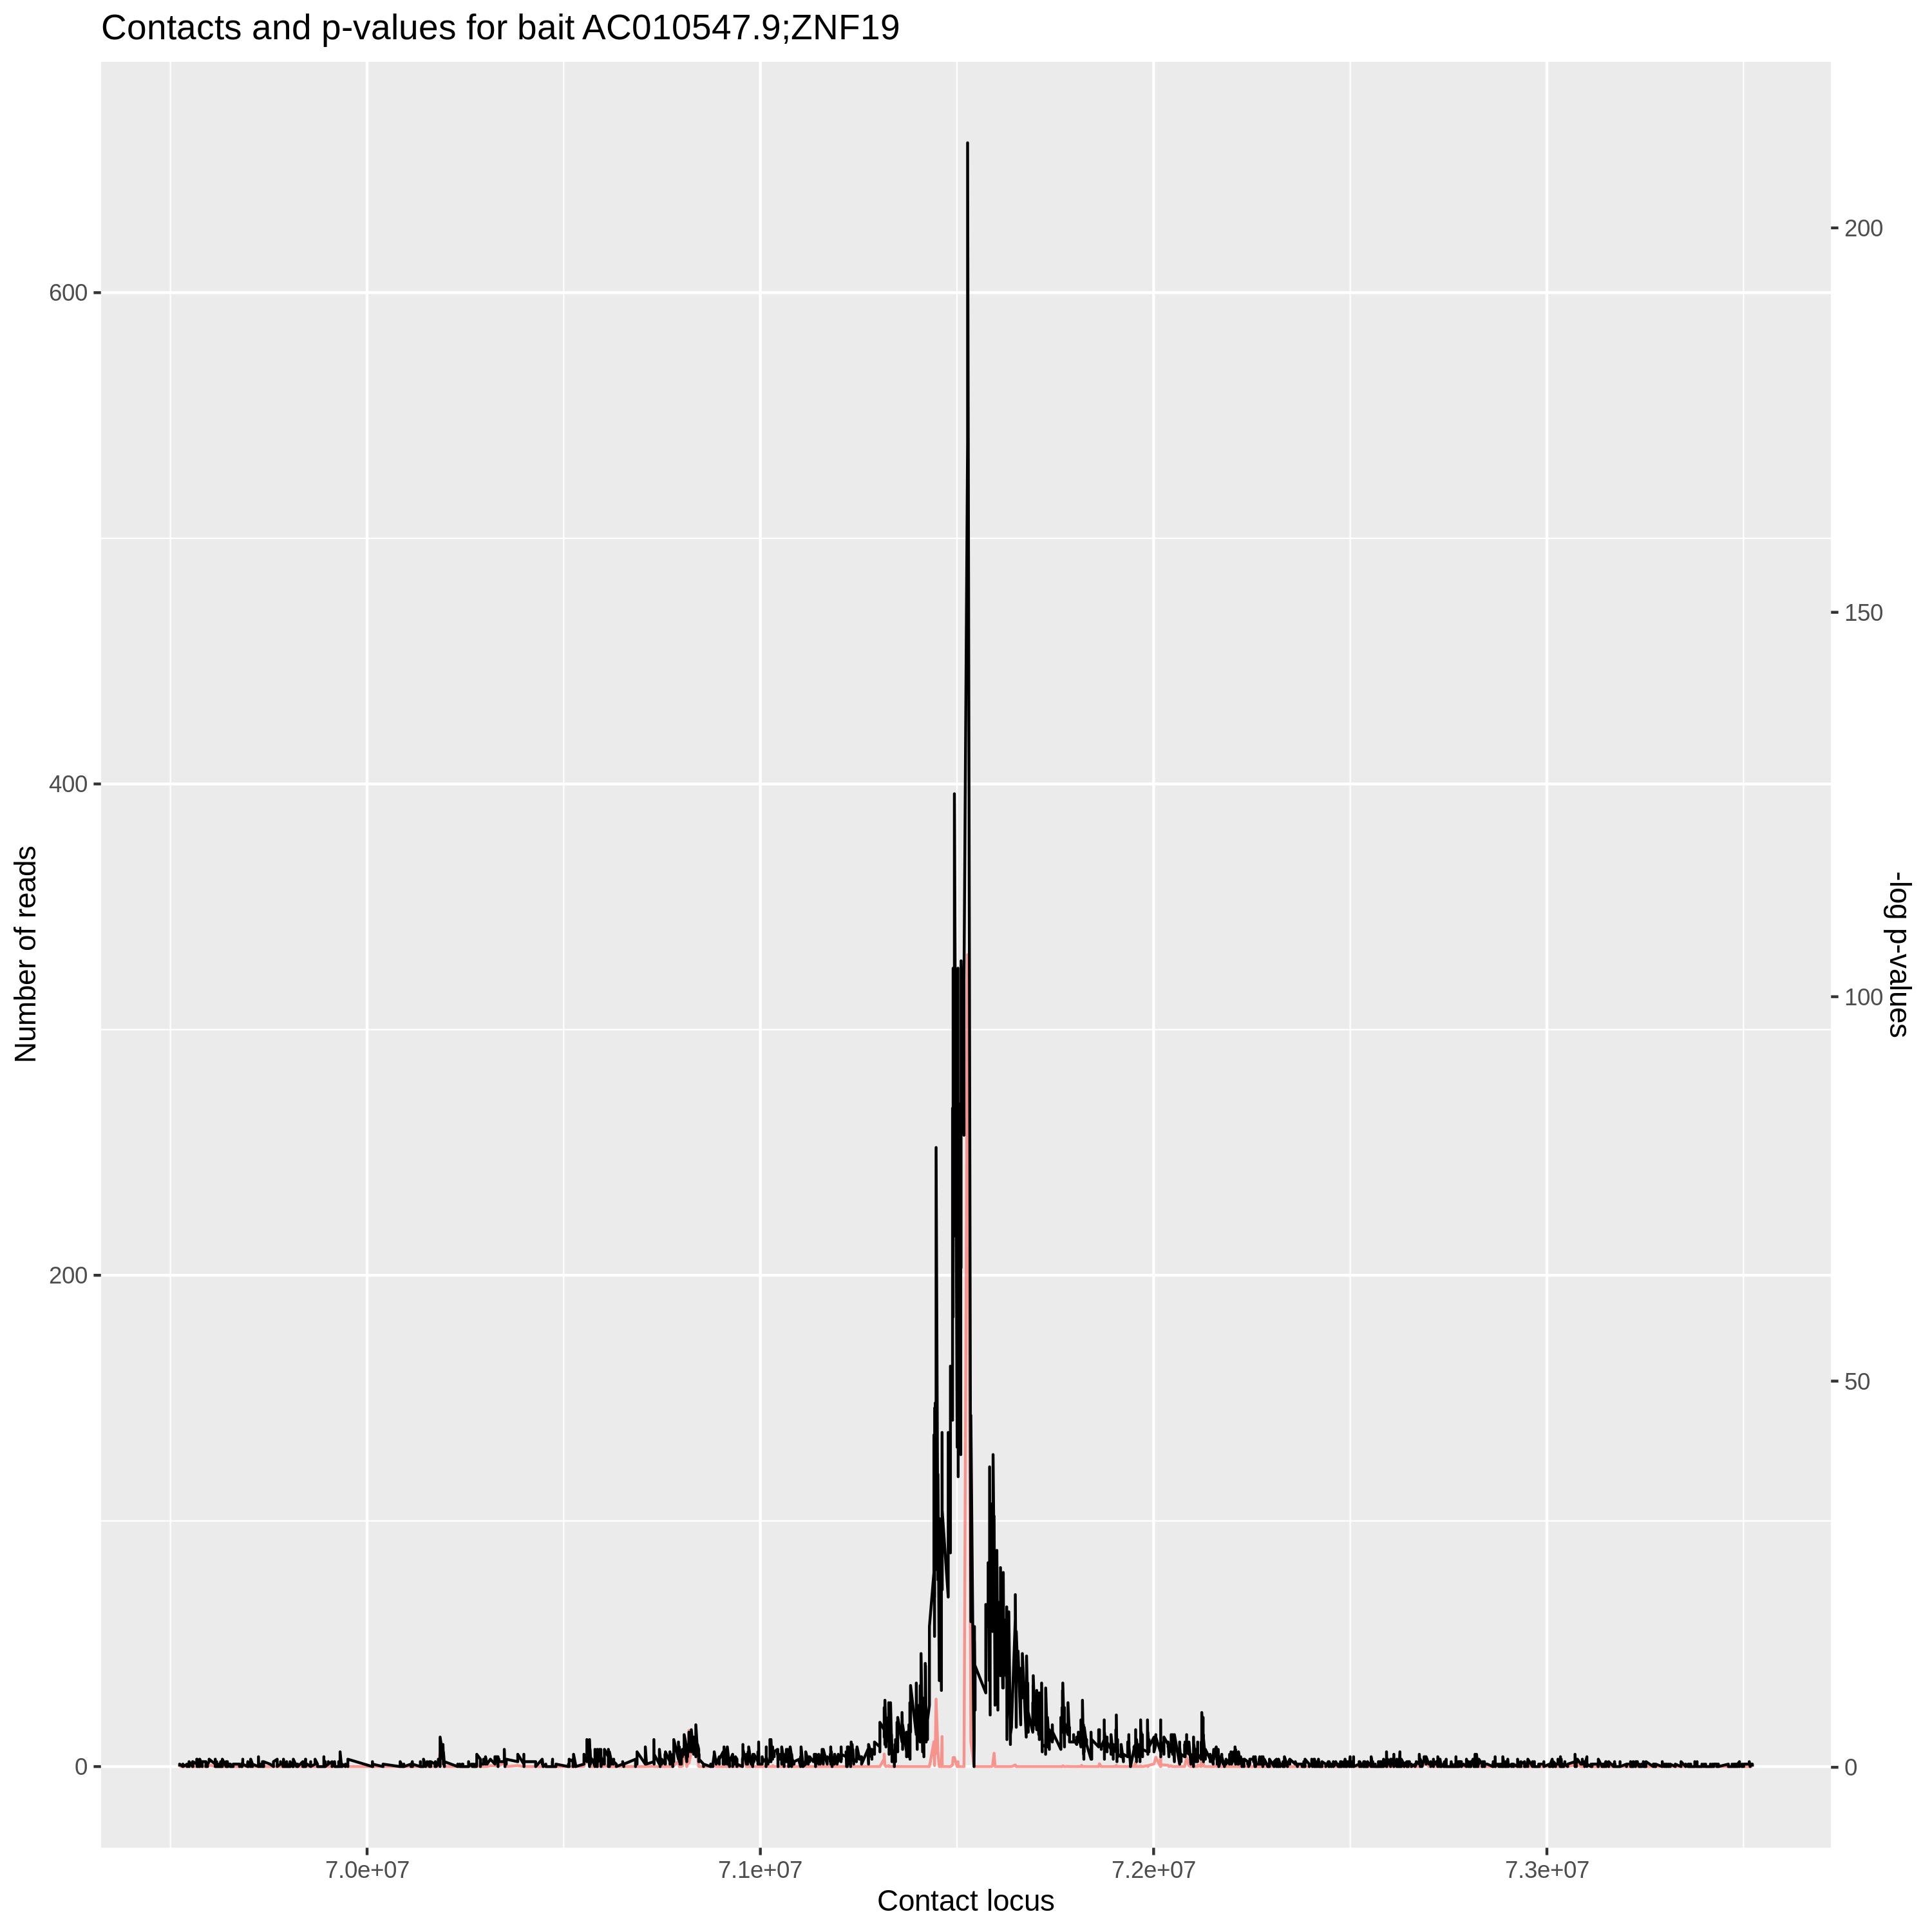 Contacts and p-values for bait AC010547.9;ZNF19
600
400
200
0
Number of reads
200
150
100
50
0
-log p-values
7.0e+07
7.1e+07
7.2e+07
7.3e+07
Contact locus